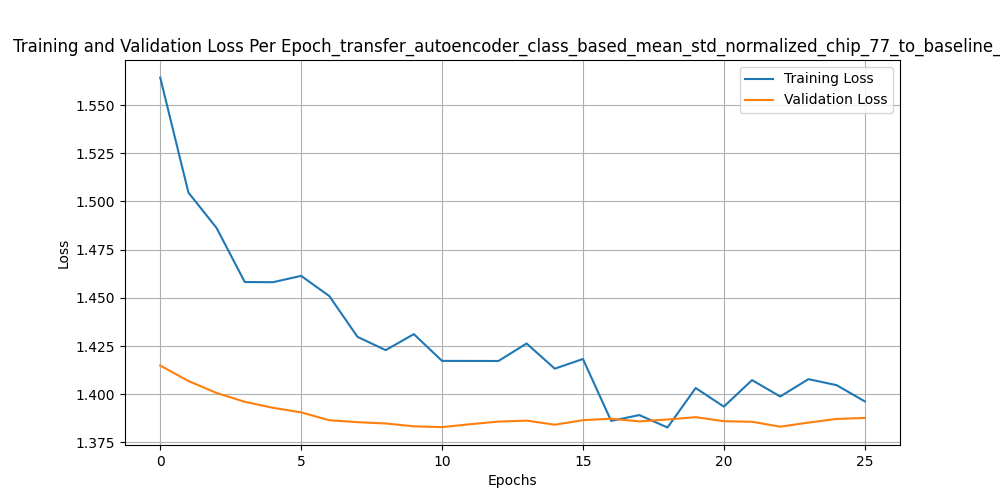 Training and Validation Loss Per Epoch_transfer_autoencoder_class_based_mean_std_normalized_chip_77_to_baseline_
Training Loss
Validation Loss
1.550
1.525
1.500
1.475
1.450
1.425
1.400
1.375
Loss
0 5 10 15 20 25
Epochs